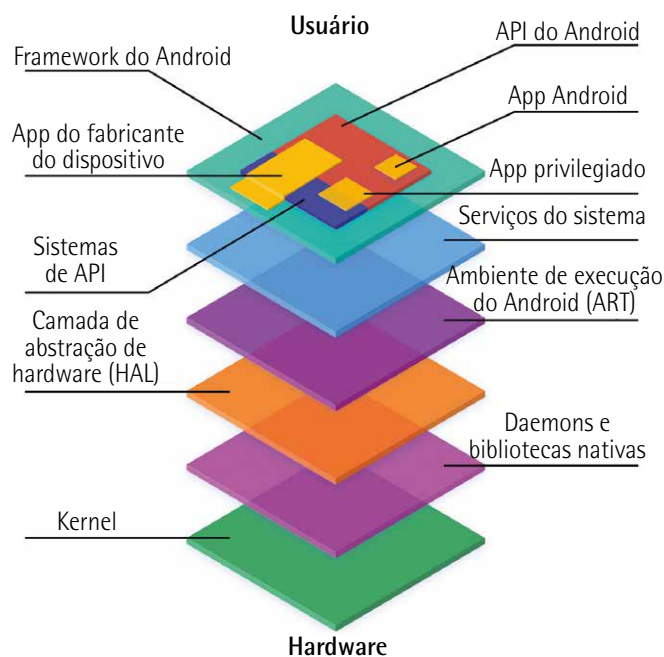 Usuário
Framework do Android
API do Android
App Android
App do fabricante
do dispositivo
App privilegiado
Serviços do sistema
Sistemas
de API
Ambiente de execução
do Android (ART)
Camada de
abstração de
hardware (HAL)
Daemons e
bibliotecas nativas
Kernel
Hardware